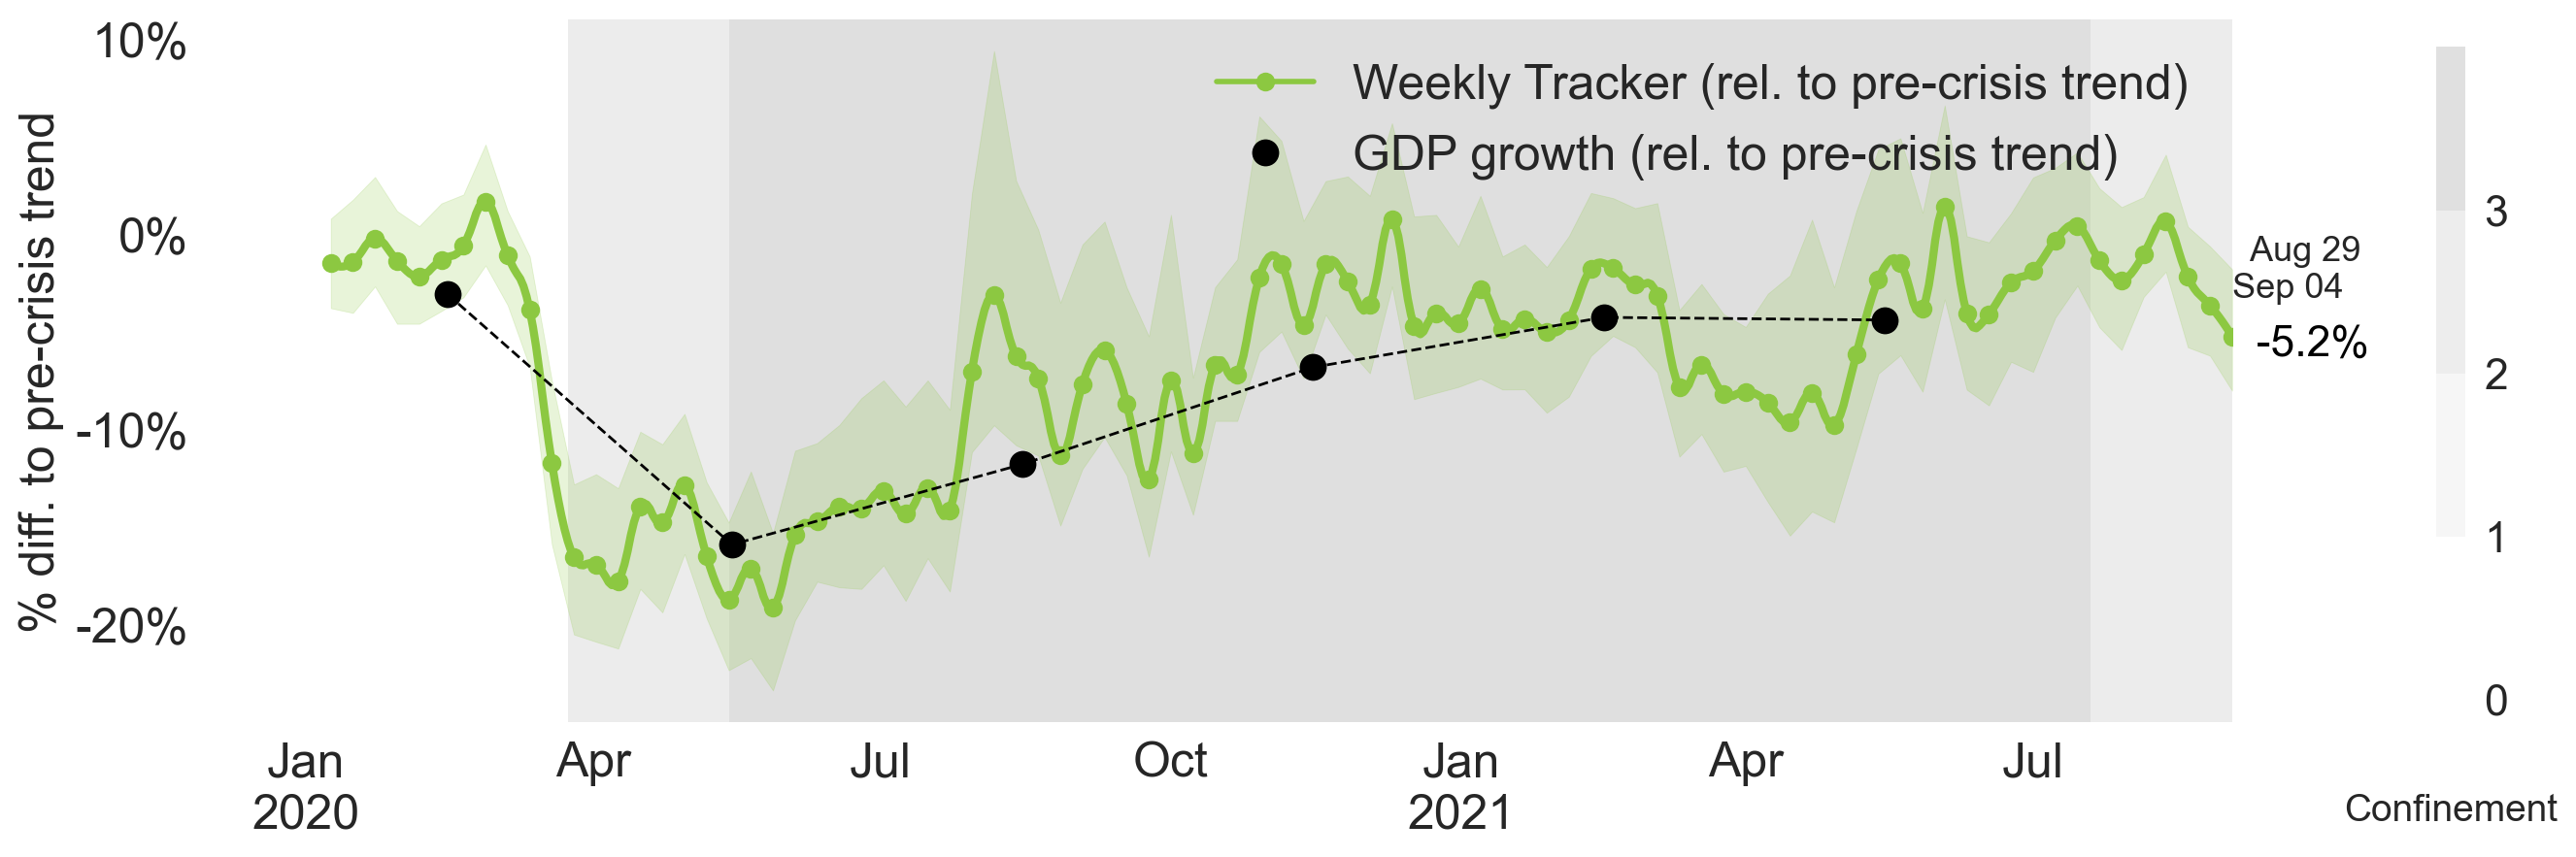 10%
0%
-10%
-20%
% diff. to pre-crisis trend
Weekly Tracker (rel. to pre-crisis trend)
GDP growth (rel. to pre-crisis trend)
Aug 29
Sep 04
-5.2%
3
2
1
0
Jan
2020
Apr
Jul
Oct
Jan
2021
Apr
Jul
Confinement